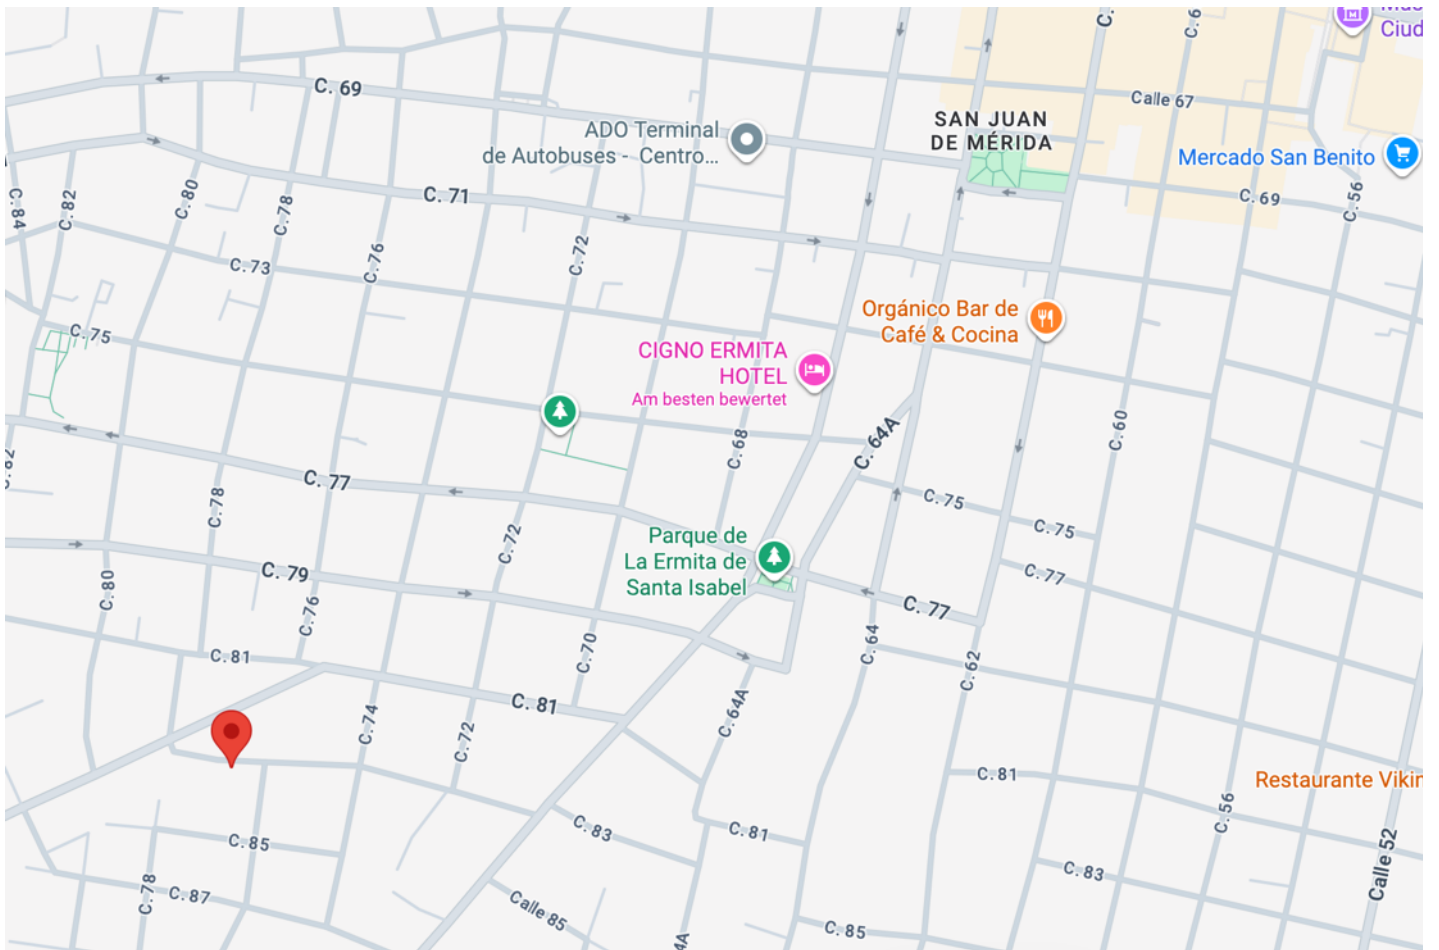 C.
C. 6
Ciud
C. 69
Calle 67
ADO Terminal
de Autobuses - Centro...
SAN JUAN
DE MÉRIDA
Mercado San Benito
C. 84
C. 82
C. 80
C. 78
C. 71
C. 69
C. 56
C. 73
C. 76
C. 72
C. 75
Orgánico Bar de
Café & Cocina
CIGNO ERMITA
HOTEL
Am besten bewertet
C. 68
C. 64A
C. 60
C. 82
C. 77
C. 78
C. 72
C. 75
C. 75
Parque de
La Ermita de
Santa Isabel
C. 77
C. 77
C. 79
C. 80
C. 76
C. 70
C. 64
C. 62
C. 81
C. 81
C. 74
C. 72
C. 64A
C. 81
Restaurante Vikin
C. 56
C. 83
C. 81
C. 85
C. 83
Calle 52
C. 78
C. 87
Calle 85
C. 85
4A